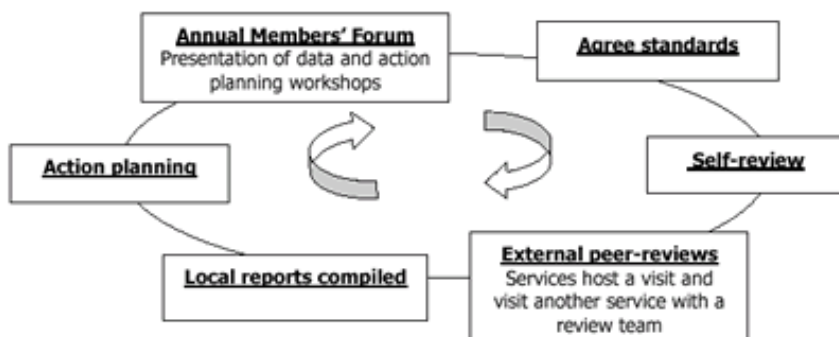 Annual Members' Forum
Presentation of data and action
planning workshops
Agree standards
Self-review
External peer-reviews
Services host a visit and
visit another service with a
review team
Local reports compiled
Action planning